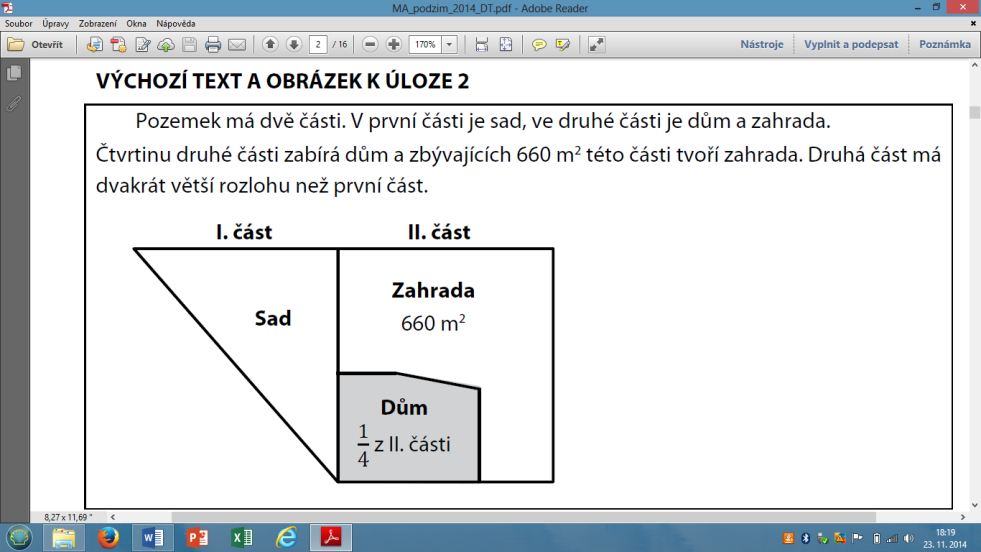 MA_podzim_2014_DT.pdf - Adobe Reader
Soubor Úpravy Zobrazení Okna Nápověda
Otevřít 2 / 16 170% Nástroje Vyplnit a podepsat Poznámka
VÝCHOZÍ TEXT A OBRÁZEK K ÚLOZE 2
Pozemek má dvě části. V první části je sad, ve druhé části je dům a zahrada.
Čtvrtinu druhé části zabírá dům a zbývajících 660 m² této části tvoří zahrada. Druhá část má
dvakrát větší rozlohu než první část.
I. část II. část
Zahrada
Sad
660 m²
Dům
1/4 z II. části
8,27 x 11,69 "
18:19
23. 11. 2014